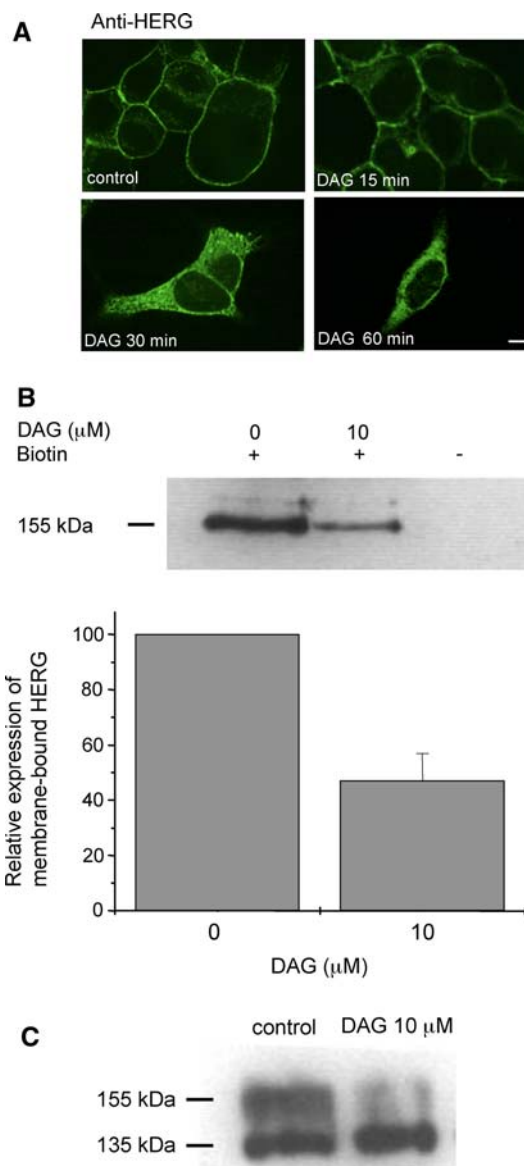 A
Anti-HERG
control
DAG 15 min
DAG 30 min
DAG 60 min
B
DAG (μM) 0 10
Biotin + + -
155 kDa
Relative expression of
membrane-bound HERG
100
80
60
40
20
0
0 10
DAG (μM)
C
control DAG 10 μM
155 kDa
135 kDa